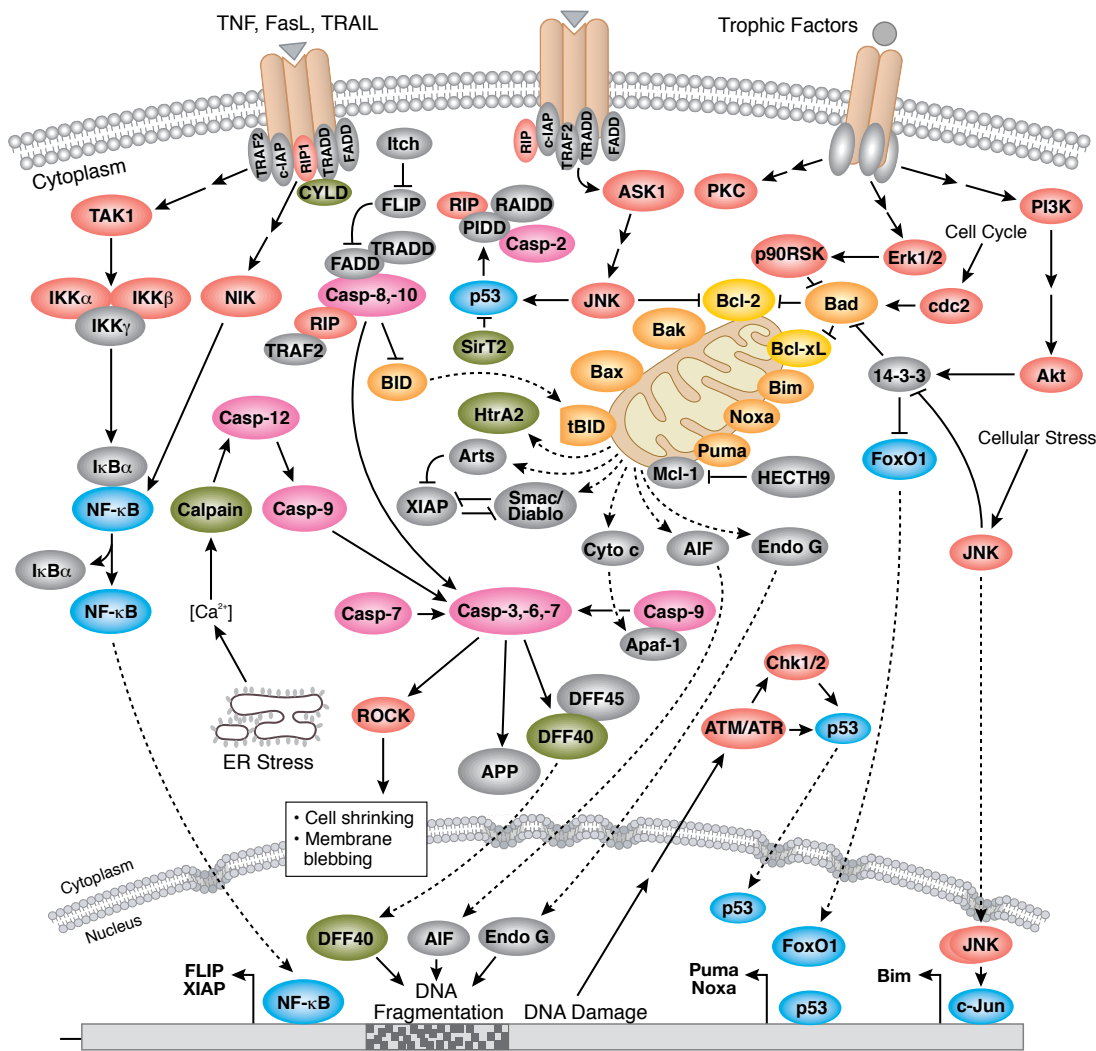 TNF, FasL, TRAIL
Trophic Factors
TRAF2
c-IAP
RIP1
TRADD
FADD
CYLD
Cytoplasm
Itch
FLIP
RIP
c-IAP
TRAF2
TRADD
FADD
TAK1
RIP
RAIDD
PIDD
Casp-2
ASK1
PKC
PI3K
Cell Cycle
TRADD
FADD
Casp-8,-10
p90RSK
Erk1/2
IKKα
IKKβ
IKKγ
NIK
RIP
TRAF2
p53
JNK
Bcl-2
Bad
cdc2
SirT2
Bak
Bcl-xL
BID
Bax
Bim
14-3-3
Akt
Casp-12
HtrA2
tBID
Noxa
Puma
Cellular Stress
IκBα
NF-κB
Arts
Mcl-1
HECTH9
FoxO1
Calpain
Casp-9
XIAP
Smac/
Diablo
IκBα
Cyto c
AIF
Endo G
JNK
NF-κB
[Ca²⁺]
Casp-7
Casp-3,-6,-7
Casp-9
Apaf-1
Chk1/2
DFF45
ROCK
DFF40
ATM/ATR
p53
ER Stress
APP
• Cell shrinking
• Membrane
blebbing
Cytoplasm
Nucleus
p53
DFF40
AIF
Endo G
FoxO1
JNK
FLIP
XIAP
NF-κB
DNA
Fragmentation
DNA Damage
Puma
Noxa
p53
Bim
c-Jun